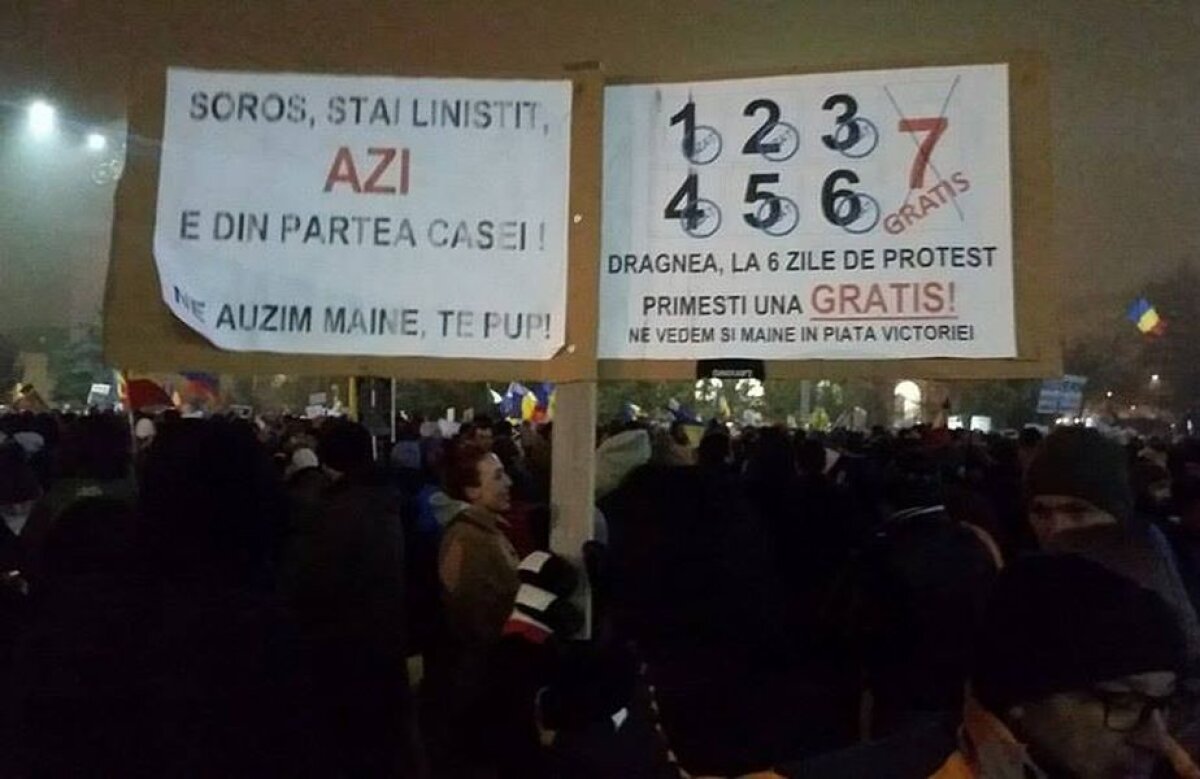 SOROS, STAI LINISTIT,
AZI
E DIN PARTEA CASEI !
NE AUZIM MAINE, TE PUP!
1 2 3 7
4 5 6 GRATIS
DRAGNEA, LA 6 ZILE DE PROTEST
PRIMESTI UNA GRATIS!
NE VEDEM SI MAINE IN PIATA VICTORIEI